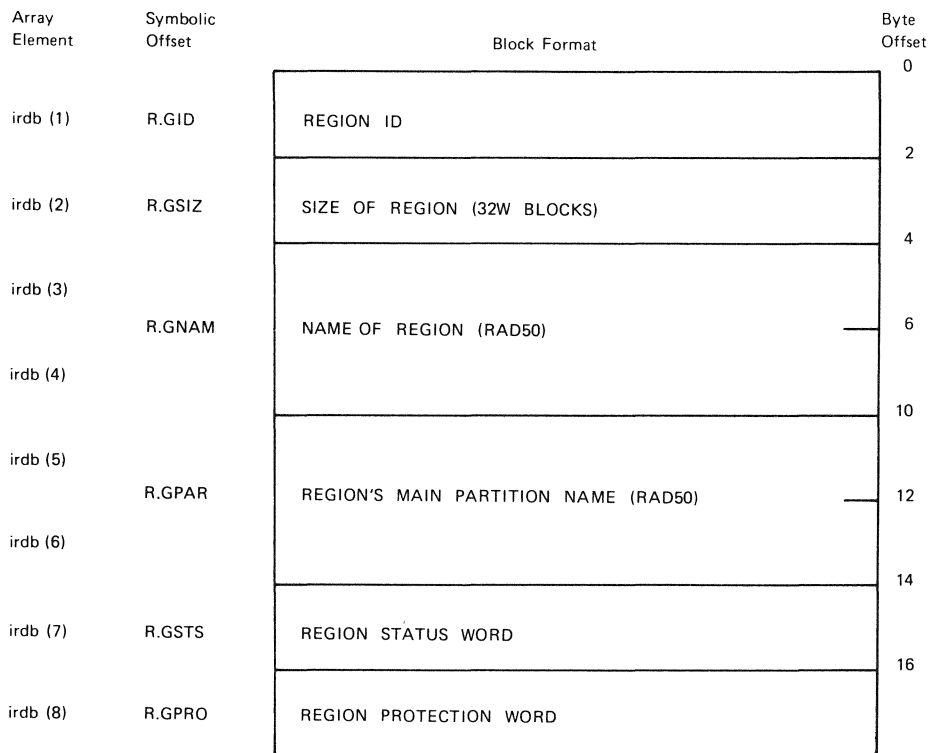 Array Symbolic Byte
Element Offset Block Format Offset
0
irdb (1) R.GID REGION ID
2
irdb (2) R.GSIZ SIZE OF REGION (32W BLOCKS)
4
irdb (3)
R.GNAM NAME OF REGION (RAD50) 6
irdb (4)
10
irdb (5)
R.GPAR REGION'S MAIN PARTITION NAME (RAD50) 12
irdb (6)
14
irdb (7) R.GSTS REGION STATUS WORD
16
irdb (8) R.GPRO REGION PROTECTION WORD